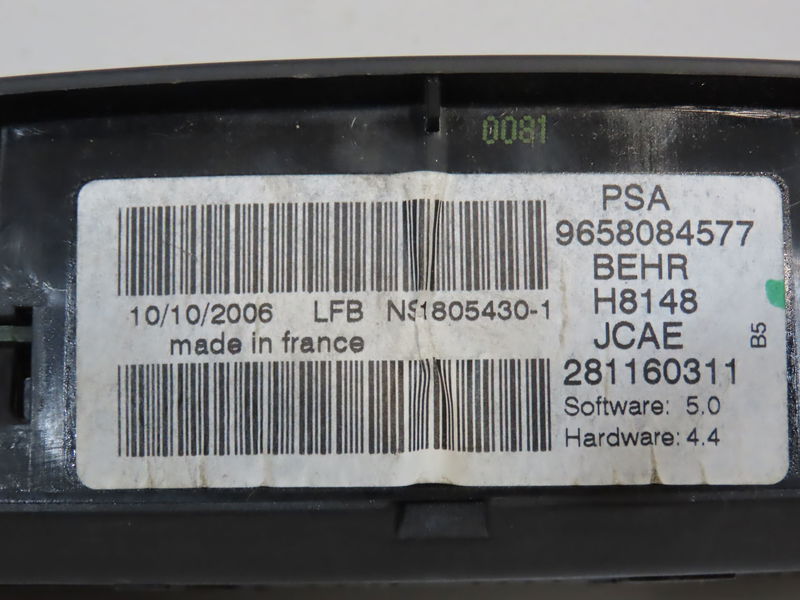 0081
PSA
9658084577
BEHR
H8148
JCAE
281160311
Software: 5.0
Hardware: 4.4
B5
10/10/2006 LFB NS1805430-1
made in france